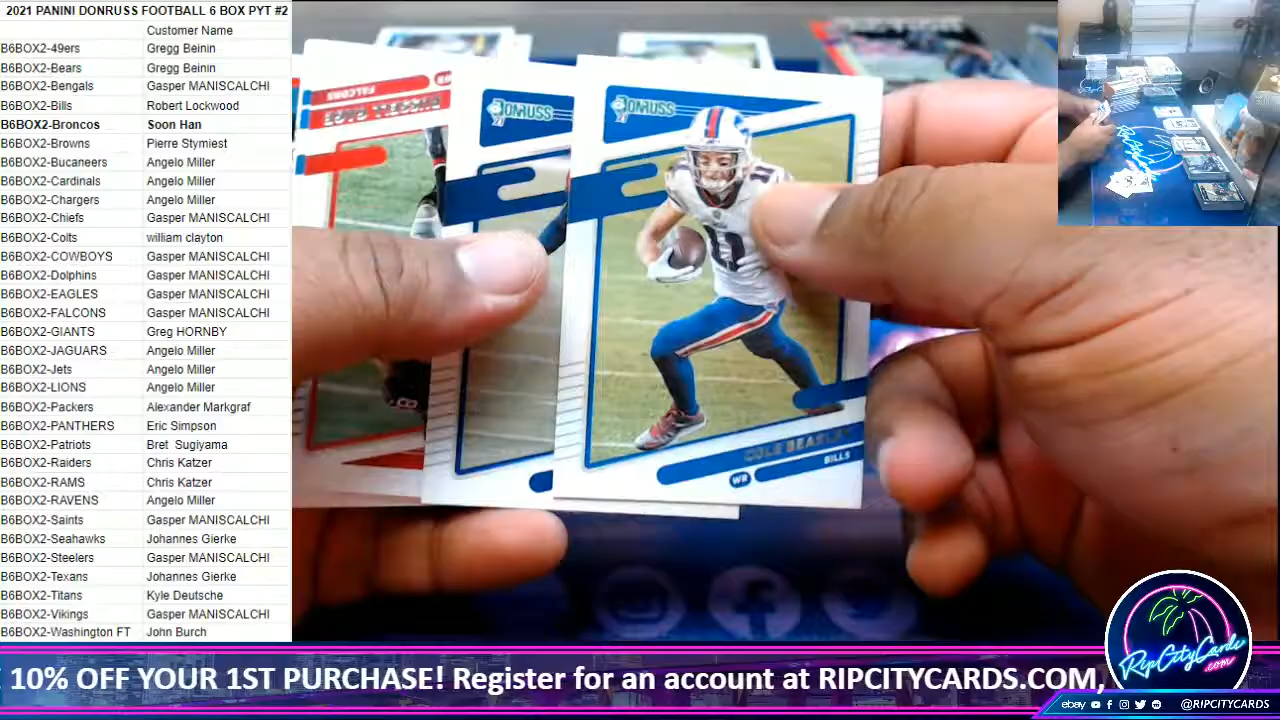 2021 PANINI DONRUSS FOOTBALL 6 BOX PYT #2
Customer Name
B6BOX2-49ers Gregg Beinin
B6BOX2-Bears Gregg Beinin
B6BOX2-Bengals Gasper MANISCALCHI
B6BOX2-Bills Robert Lockwood
B6BOX2-Broncos Soon Han
B6BOX2-Browns Pierre Stymiest
B6BOX2-Bucaneers Angelo Miller
B6BOX2-Cardinals Angelo Miller
B6BOX2-Chargers Angelo Miller
B6BOX2-Chiefs Gasper MANISCALCHI
B6BOX2-Colts william clayton
B6BOX2-COWBOYS Gasper MANISCALCHI
B6BOX2-Dolphins Gasper MANISCALCHI
B6BOX2-EAGLES Gasper MANISCALCHI
B6BOX2-FALCONS Gasper MANISCALCHI
B6BOX2-GIANTS Greg HORNBY
B6BOX2-JAGUARS Angelo Miller
B6BOX2-Jets Angelo Miller
B6BOX2-LIONS Angelo Miller
B6BOX2-Packers Alexander Markgraf
B6BOX2-PANTHERS Eric Simpson
B6BOX2-Patriots Bret Sugiyama
B6BOX2-Raiders Chris Katzer
B6BOX2-RAMS Chris Katzer
B6BOX2-RAVENS Angelo Miller
B6BOX2-Saints Gasper MANISCALCHI
B6BOX2-Seahawks Johannes Gierke
B6BOX2-Steelers Gasper MANISCALCHI
B6BOX2-Texans Johannes Gierke
B6BOX2-Titans Kyle Deutsche
B6BOX2-Vikings Gasper MANISCALCHI
B6BOX2-Washington FT John Burch
FALCONS
DONRUSS
DONRUSS
11
COLE BEASLEY
WR BILLS
10% OFF YOUR 1ST PURCHASE! Register for an account at RIPCITYCARDS.COM,
RipCityCards
.com
ebay @RIPCITYCARDS